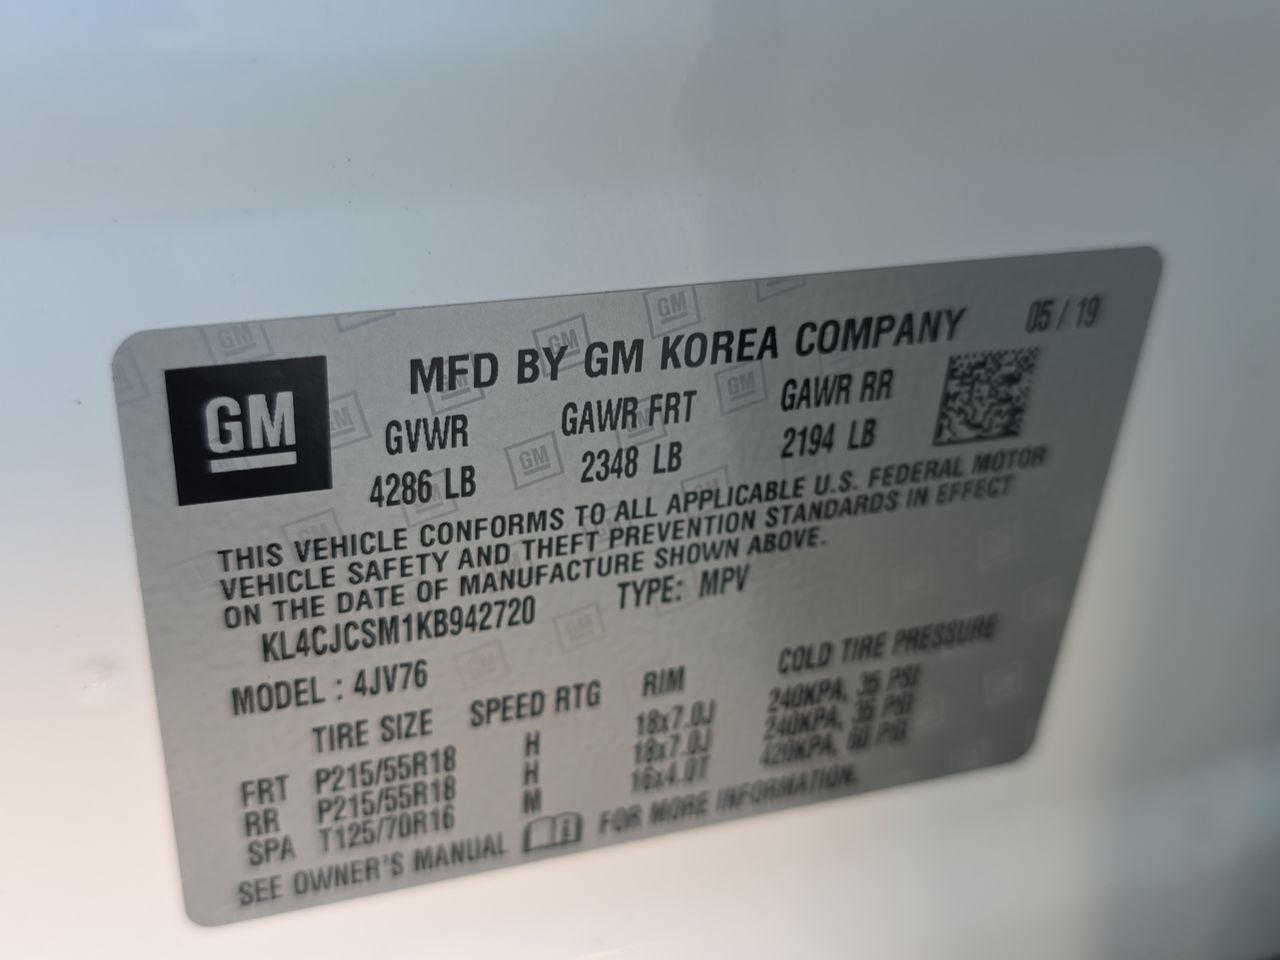 MFD BY GM KOREA COMPANY 05/19
GM
GVWR GAWR FRT GAWR RR
4286 LB 2348 LB 2194 LB
THIS VEHICLE CONFORMS TO ALL APPLICABLE U.S. FEDERAL MOTOR
VEHICLE SAFETY AND THEFT PREVENTION STANDARDS IN EFFECT
ON THE DATE OF MANUFACTURE SHOWN ABOVE.
KL4CJCSM1KB942720 TYPE: MPV
MODEL : 4JV76
TIRE SIZE SPEED RTG RIM COLD TIRE PRESSURE
FRT P215/55R18 H 18x7.0J 240KPA, 35 PSI
RR P215/55R18 H 18x7.0J 240KPA, 35 PSI
SPA T125/70R16 M 16x4.0T 420KPA, 60 PSI
SEE OWNER'S MANUAL FOR MORE INFORMATION.